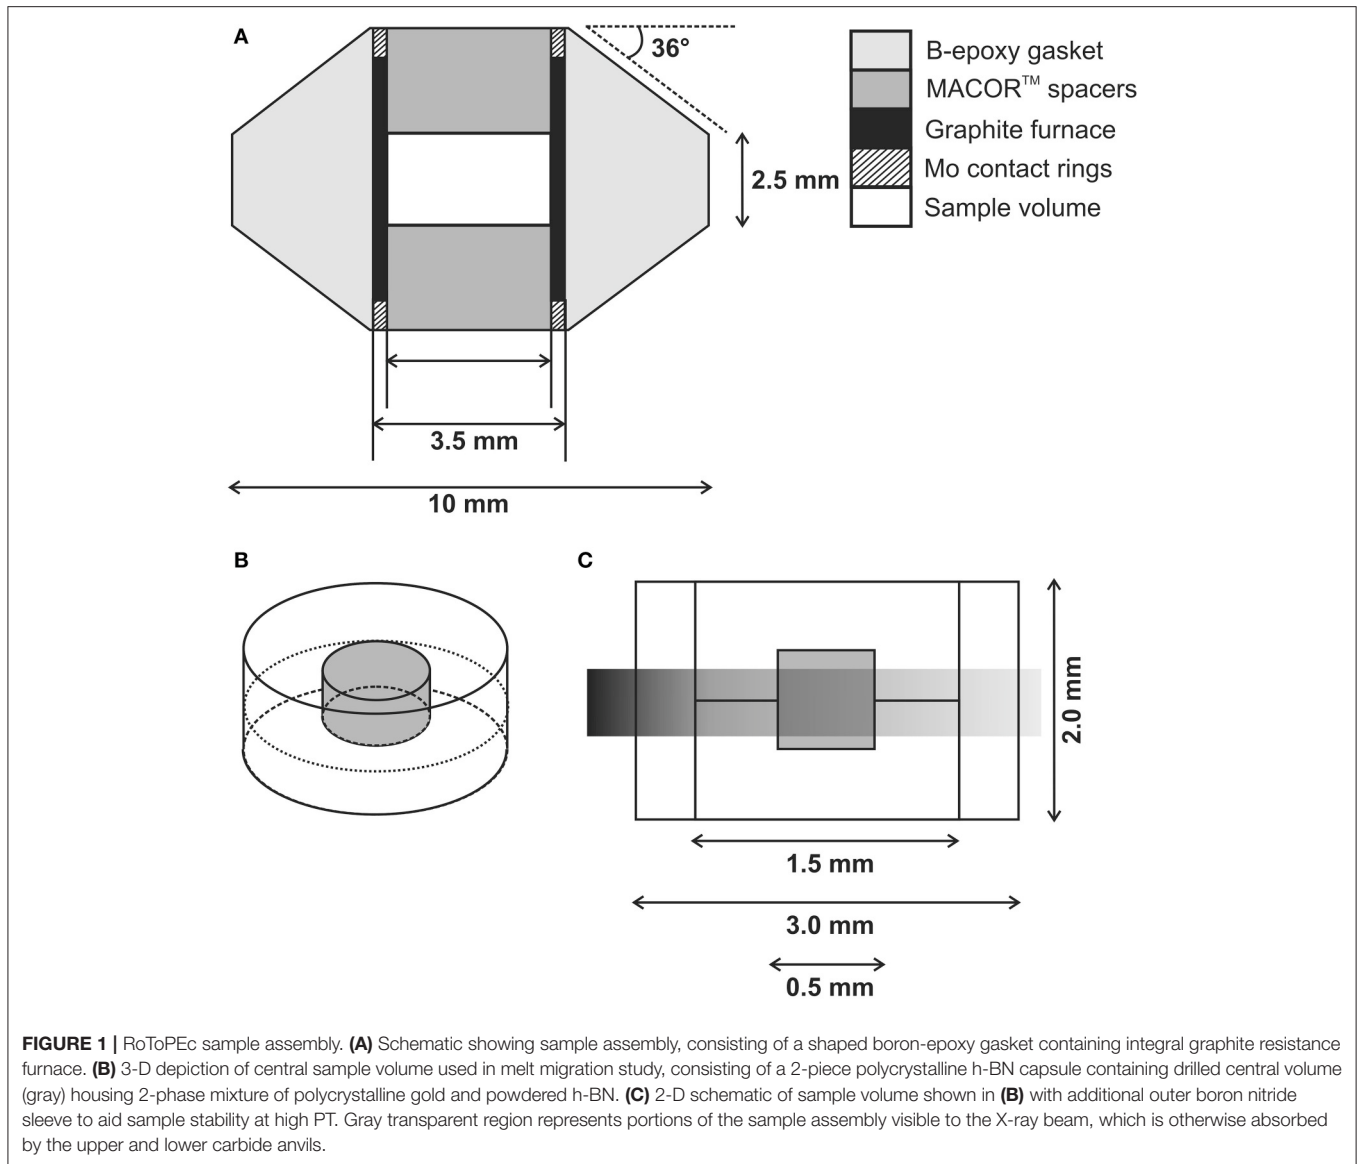 A
36°
B-epoxy gasket
MACOR™ spacers
Graphite furnace
Mo contact rings
Sample volume
2.5 mm
3.5 mm
10 mm
B
C
2.0 mm
1.5 mm
3.0 mm
0.5 mm
FIGURE 1 | RoToPEc sample assembly. (A) Schematic showing sample assembly, consisting of a shaped boron-epoxy gasket containing integral graphite resistance
furnace. (B) 3-D depiction of central sample volume used in melt migration study, consisting of a 2-piece polycrystalline h-BN capsule containing drilled central volume
(gray) housing 2-phase mixture of polycrystalline gold and powdered h-BN. (C) 2-D schematic of sample volume shown in (B) with additional outer boron nitride
sleeve to aid sample stability at high PT. Gray transparent region represents portions of the sample assembly visible to the X-ray beam, which is otherwise absorbed
by the upper and lower carbide anvils.